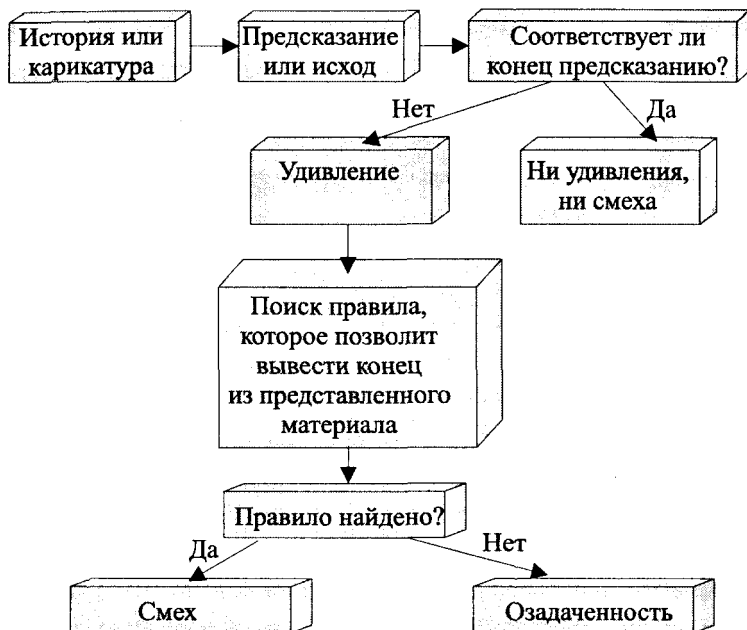 История или
карикатура
Предсказание
или исход
Соответствует ли
конец предсказанию?
Нет
Да
Удивление
Ни удивления,
ни смеха
Поиск правила,
которое позволит
вывести конец
из представленного
материала
Правило найдено?
Да
Нет
Смех
Озадаченность